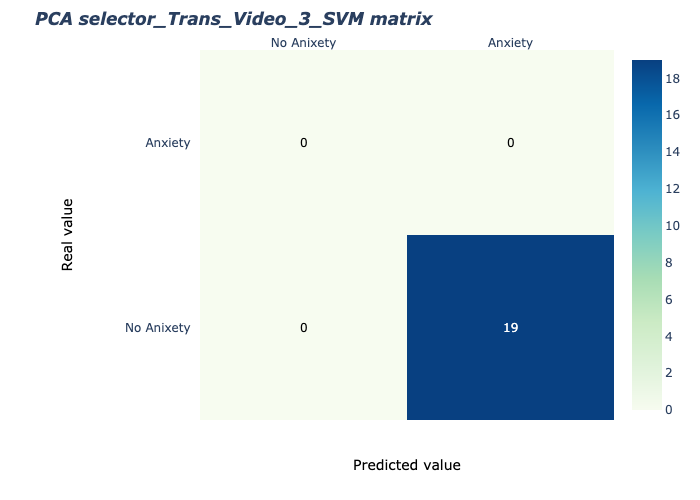 PCA selector_Trans_Video_3_SVM matrix
No Anixety
Anxiety
18
16
14
12
10
8
6
4
2
0
Anxiety
0
0
Real value
No Anixety
0
19
Predicted value